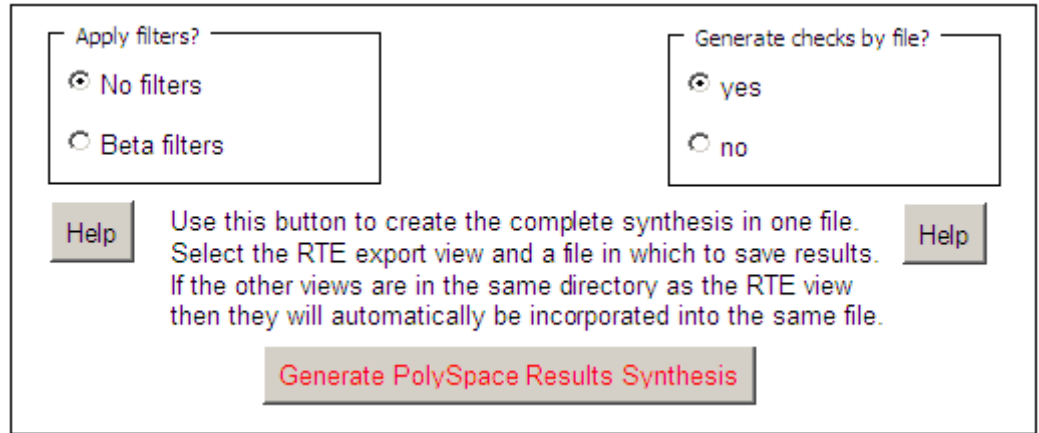 Apply filters?
No filters
Beta filters
Generate checks by file?
yes
no
Help
Use this button to create the complete synthesis in one file.
Select the RTE export view and a file in which to save results.
If the other views are in the same directory as the RTE view
then they will automatically be incorporated into the same file.
Help
Generate PolySpace Results Synthesis